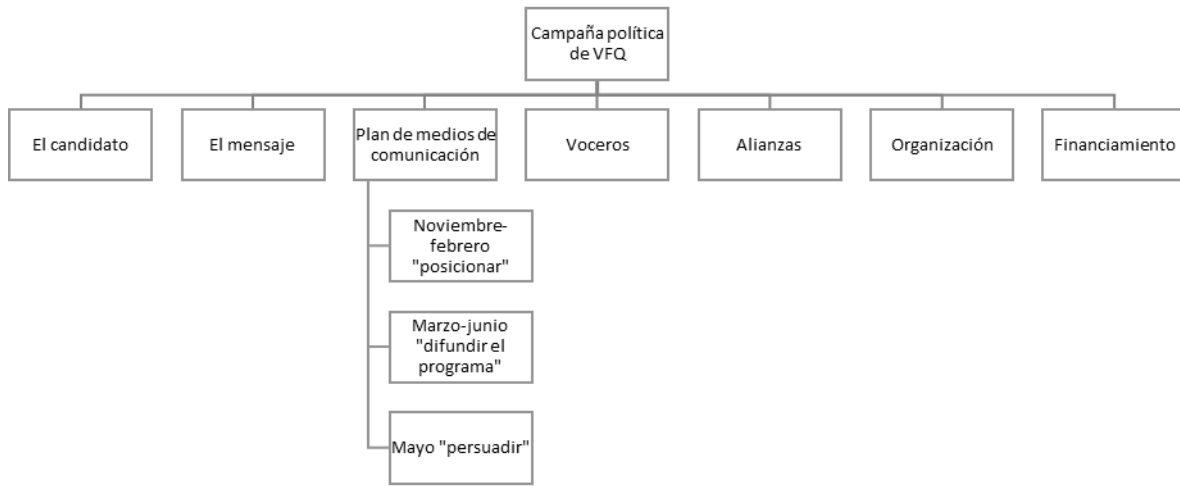 Campaña política
de VFQ
El candidato
El mensaje
Plan de medios de
comunicación
Voceros
Alianzas
Organización
Financiamiento
Noviembre-
febrero
"posicionar"
Marzo-junio
"difundir el
programa"
Mayo "persuadir"